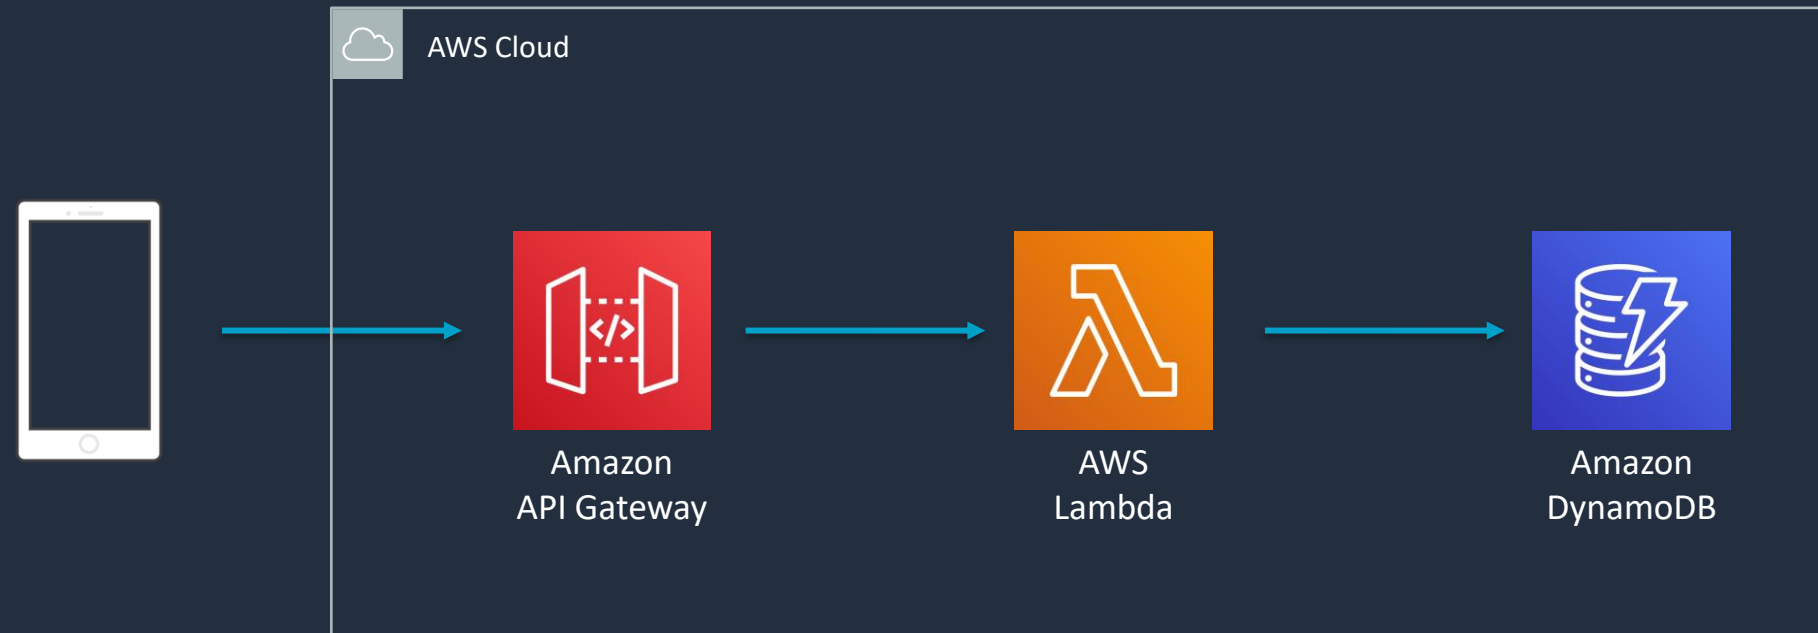 AWS Cloud
</>
Amazon
API Gateway
AWS
Lambda
Amazon
DynamoDB